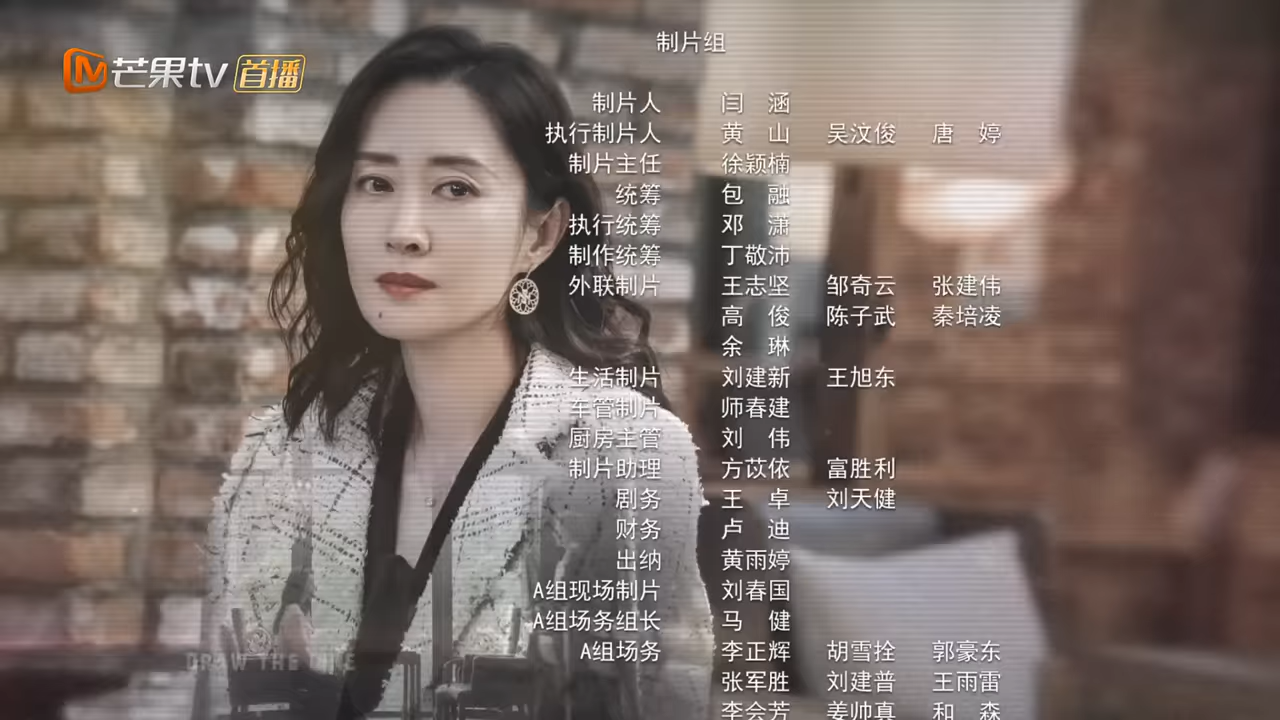 制片组
芒果tv 首播
制片人 闫 涵
执行制片人 黄 山 吴汶俊 唐 婷
制片主任 徐颖楠
统筹 包 融
执行统筹 邓 潇
制作统筹 丁敬沛
外联制片 王志坚 邹奇云 张建伟
高 俊 陈子武 秦培凌
余 琳
生活制片 刘建新 王旭东
车管制片 师春建
厨房主管 刘 伟
制片助理 方苡依 富胜利
剧务 王 卓 刘天健
财务 卢 迪
出纳 黄雨婷
A组现场制片 刘春国
A组场务组长 马 健
A组场务 李正辉 胡雪拴 郭豪东
DRAW THE LINE
张军胜 刘建普 王雨雷
李会芳 姜帅真 和 森